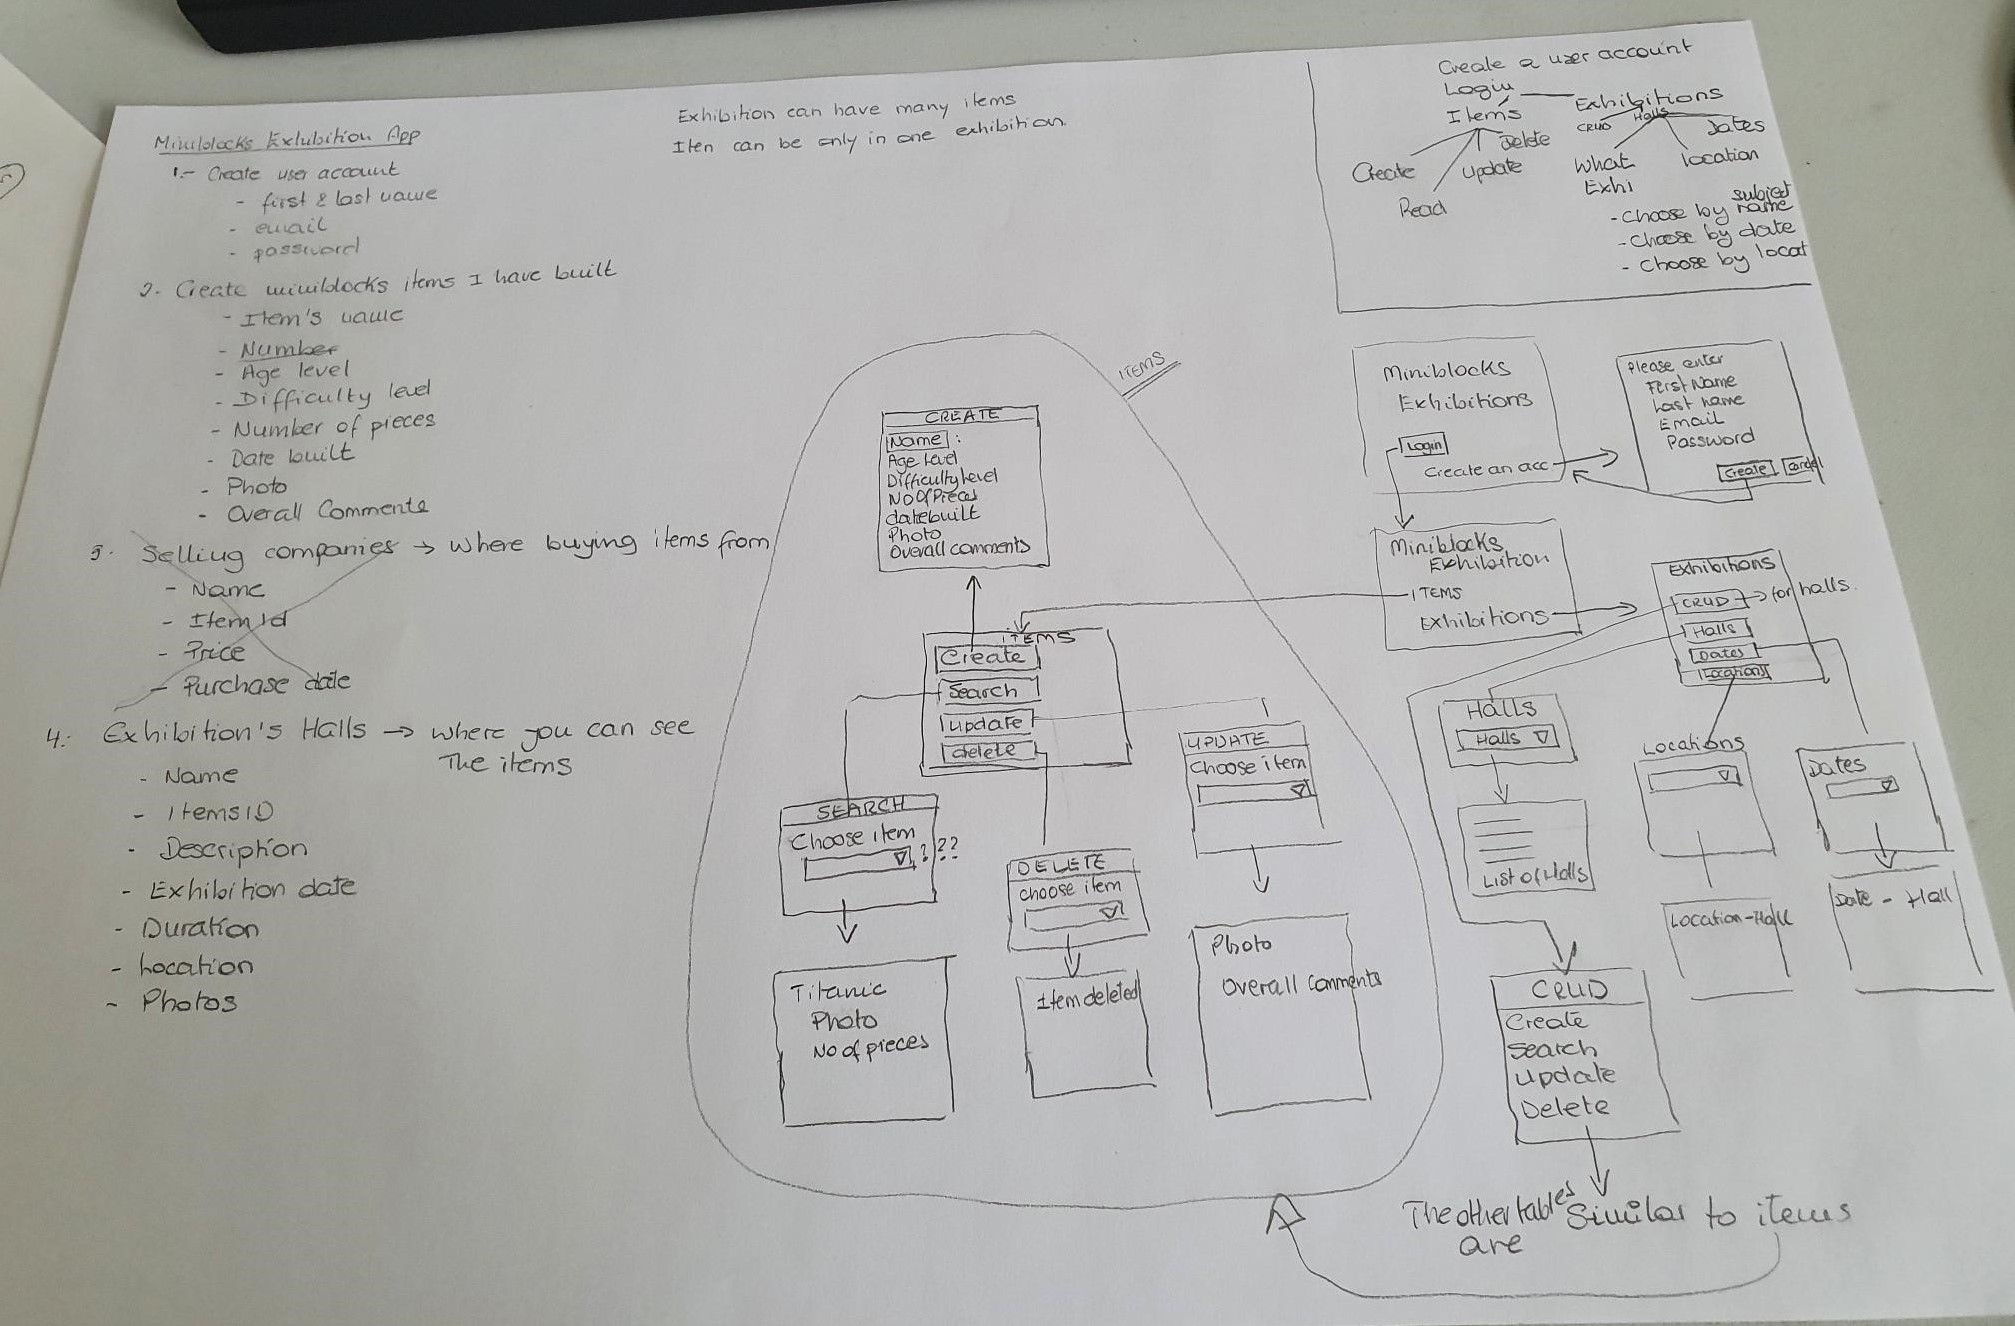 Miniblocks Exhibition App
1.- Create user account
- first & last name
- email
- password
2. Create miniblocks items I have built
- Item's name
- Number
- Age level
- Difficulty level
- Number of pieces
- Date built
- Photo
- Overall Comments
3. Selling companies → where buying items from
- Name
- Item Id
- Price
- Purchase date
4. Exhibition's Halls → where you can see
The items
- Name
- ItemsID
- Description
- Exhibition date
- Duration
- Location
- Photos
Exhibition can have many items
Iten can be only in one exhibition.
Create a user account
Login
Items
Create
Read
Update
Delete
Exhibitions
CRUD
Halls
Dates
What
Exhi
location
subject
- Choose by name
- Choose by date
- Choose by locat
ITEMS
CREATE
Name :
Age level
Difficulty level
No Of Pieces
date built
Photo
Overall comments
ITEMS
Create
Search
update
delete
SEARCH
Choose item
???
Titanic
Photo
No of pieces
DELETE
choose item
Item deleted
UPDATE
Choose item
Photo
Overall Comments
Miniblocks
Exhibitions
Login
Create an acc
Please enter
First Name
Last name
Email
Password
Create Cancel
Miniblocks
Exhibition
ITEMS
Exhibitions
Exhibitions
CRUD → for halls.
Halls
Dates
Locations
Halls
Halls
List Of Halls
Locations
Location-Hall
Dates
Date - Hall
CRUD
Create
Search
Update
Delete
The other tables Similar to items
are